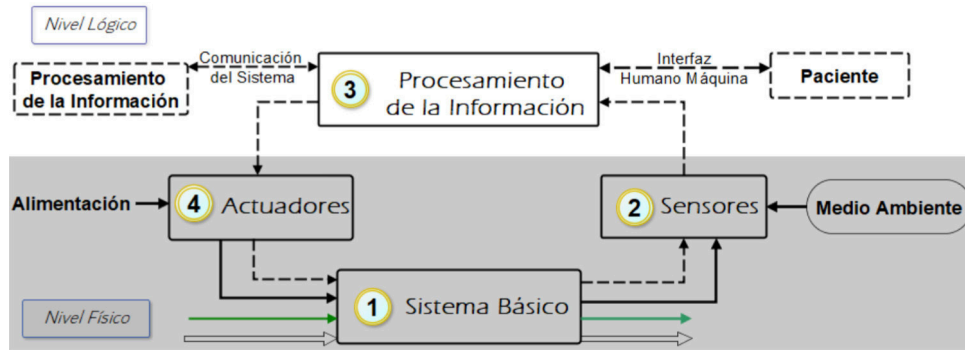 Nivel Lógico
Comunicación
del Sistema
Procesamiento
de la Información
3
Procesamiento
de la Información
Interfaz
Humano Máquina
Paciente
Alimentación
4 Actuadores
2 Sensores
Medio Ambiente
1 Sistema Básico
Nivel Físico